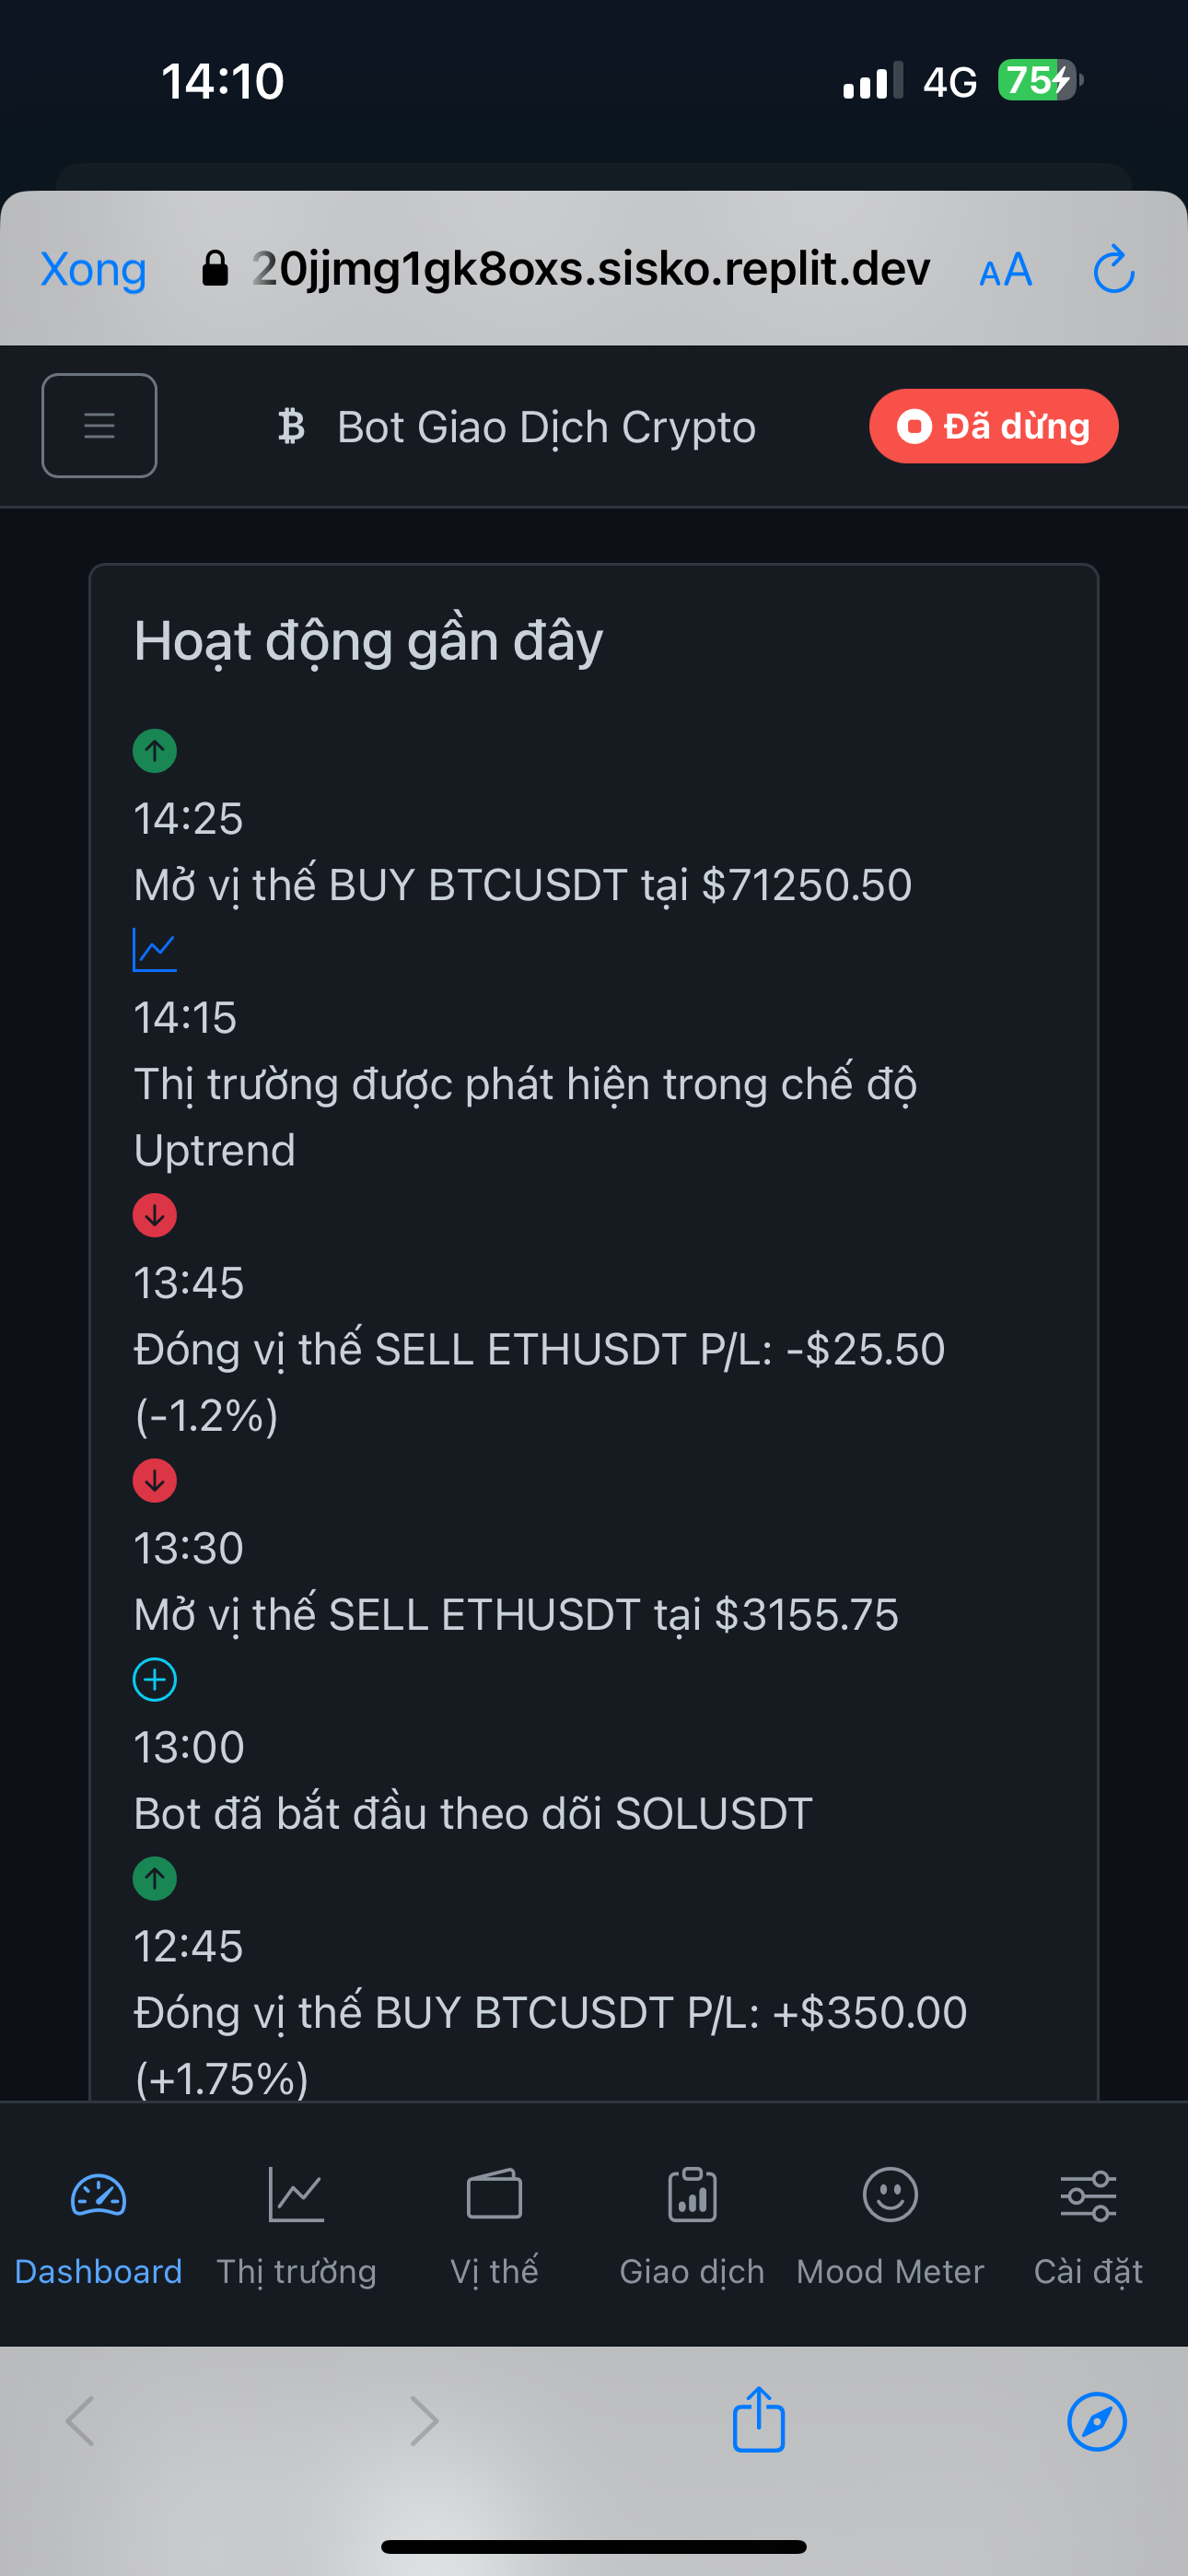 14:10
4G 75
Xong 20jjmg1gk8oxs.sisko.replit.dev AA
Bot Giao Dịch Crypto Đã dừng
Hoạt động gần đây
14:25
Mở vị thế BUY BTCUSDT tại $71250.50
14:15
Thị trường được phát hiện trong chế độ
Uptrend
13:45
Đóng vị thế SELL ETHUSDT P/L: -$25.50
(-1.2%)
13:30
Mở vị thế SELL ETHUSDT tại $3155.75
13:00
Bot đã bắt đầu theo dõi SOLUSDT
12:45
Đóng vị thế BUY BTCUSDT P/L: +$350.00
(+1.75%)
Dashboard Thị trường Vị thế Giao dịch Mood Meter Cài đặt